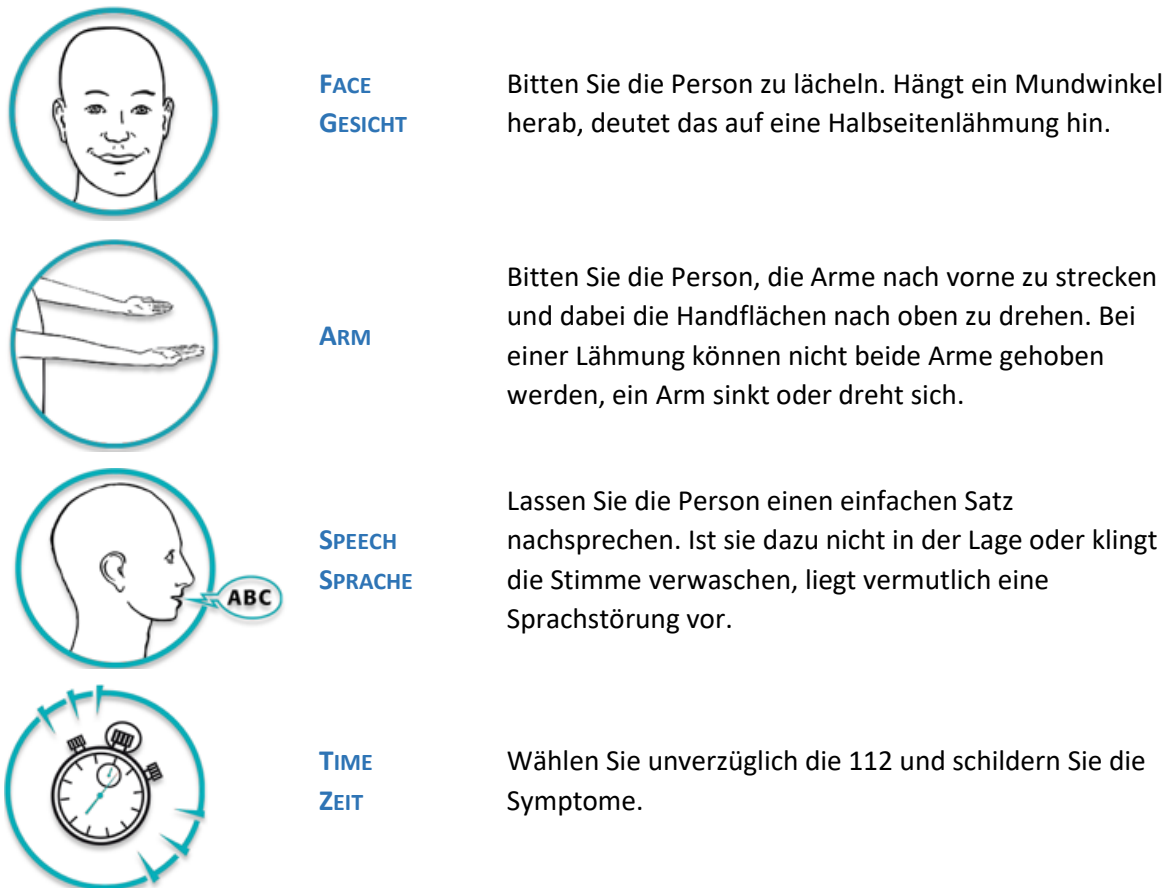 FACE
GESICHT
Bitten Sie die Person zu lächeln. Hängt ein Mundwinkel
herab, deutet das auf eine Halbseitenlähmung hin.
ARM
Bitten Sie die Person, die Arme nach vorne zu strecken
und dabei die Handflächen nach oben zu drehen. Bei
einer Lähmung können nicht beide Arme gehoben
werden, ein Arm sinkt oder dreht sich.
ABC
SPEECH
SPRACHE
Lassen Sie die Person einen einfachen Satz
nachsprechen. Ist sie dazu nicht in der Lage oder klingt
die Stimme verwaschen, liegt vermutlich eine
Sprachstörung vor.
TIME
ZEIT
Wählen Sie unverzüglich die 112 und schildern Sie die
Symptome.